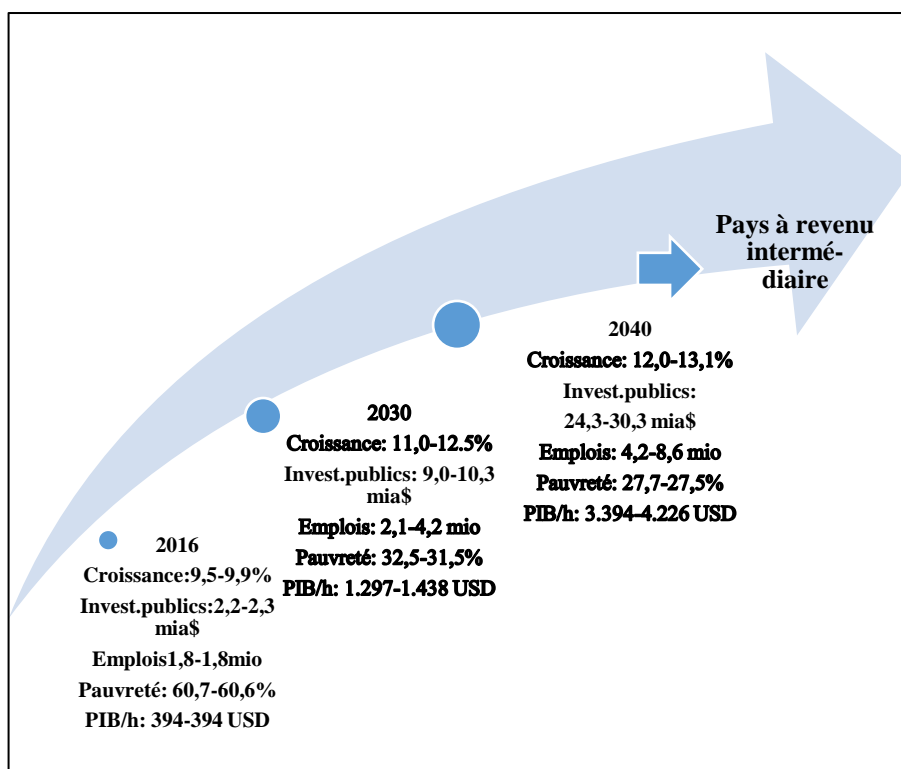 2016
Croissance:9,5-9,9%
Invest.publics:2,2-2,3
mia$
Emplois1,8-1,8mio
Pauvreté: 60,7-60,6%
PIB/h: 394-394 USD
2030
Croissance: 11,0-12.5%
Invest.publics: 9,0-10,3
mia$
Emplois: 2,1-4,2 mio
Pauvreté: 32,5-31,5%
PIB/h: 1.297-1.438 USD
2040
Croissance: 12,0-13,1%
Invest.publics:
24,3-30,3 mia$
Emplois: 4,2-8,6 mio
Pauvreté: 27,7-27,5%
PIB/h: 3.394-4.226 USD
Pays à revenu
intermé-
diaire